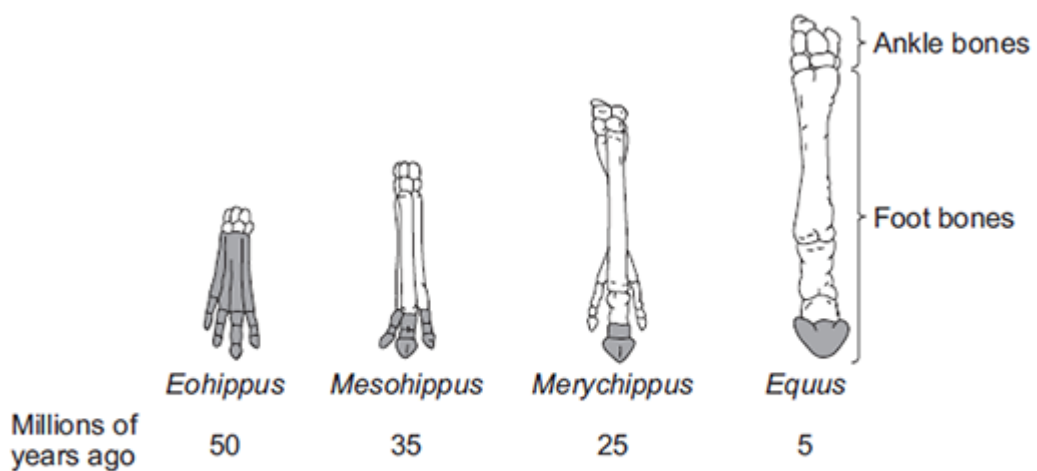 Ankle bones
Foot bones
Eohippus
Mesohippus
Merychippus
Equus
Millions of
years ago
50
35
25
5